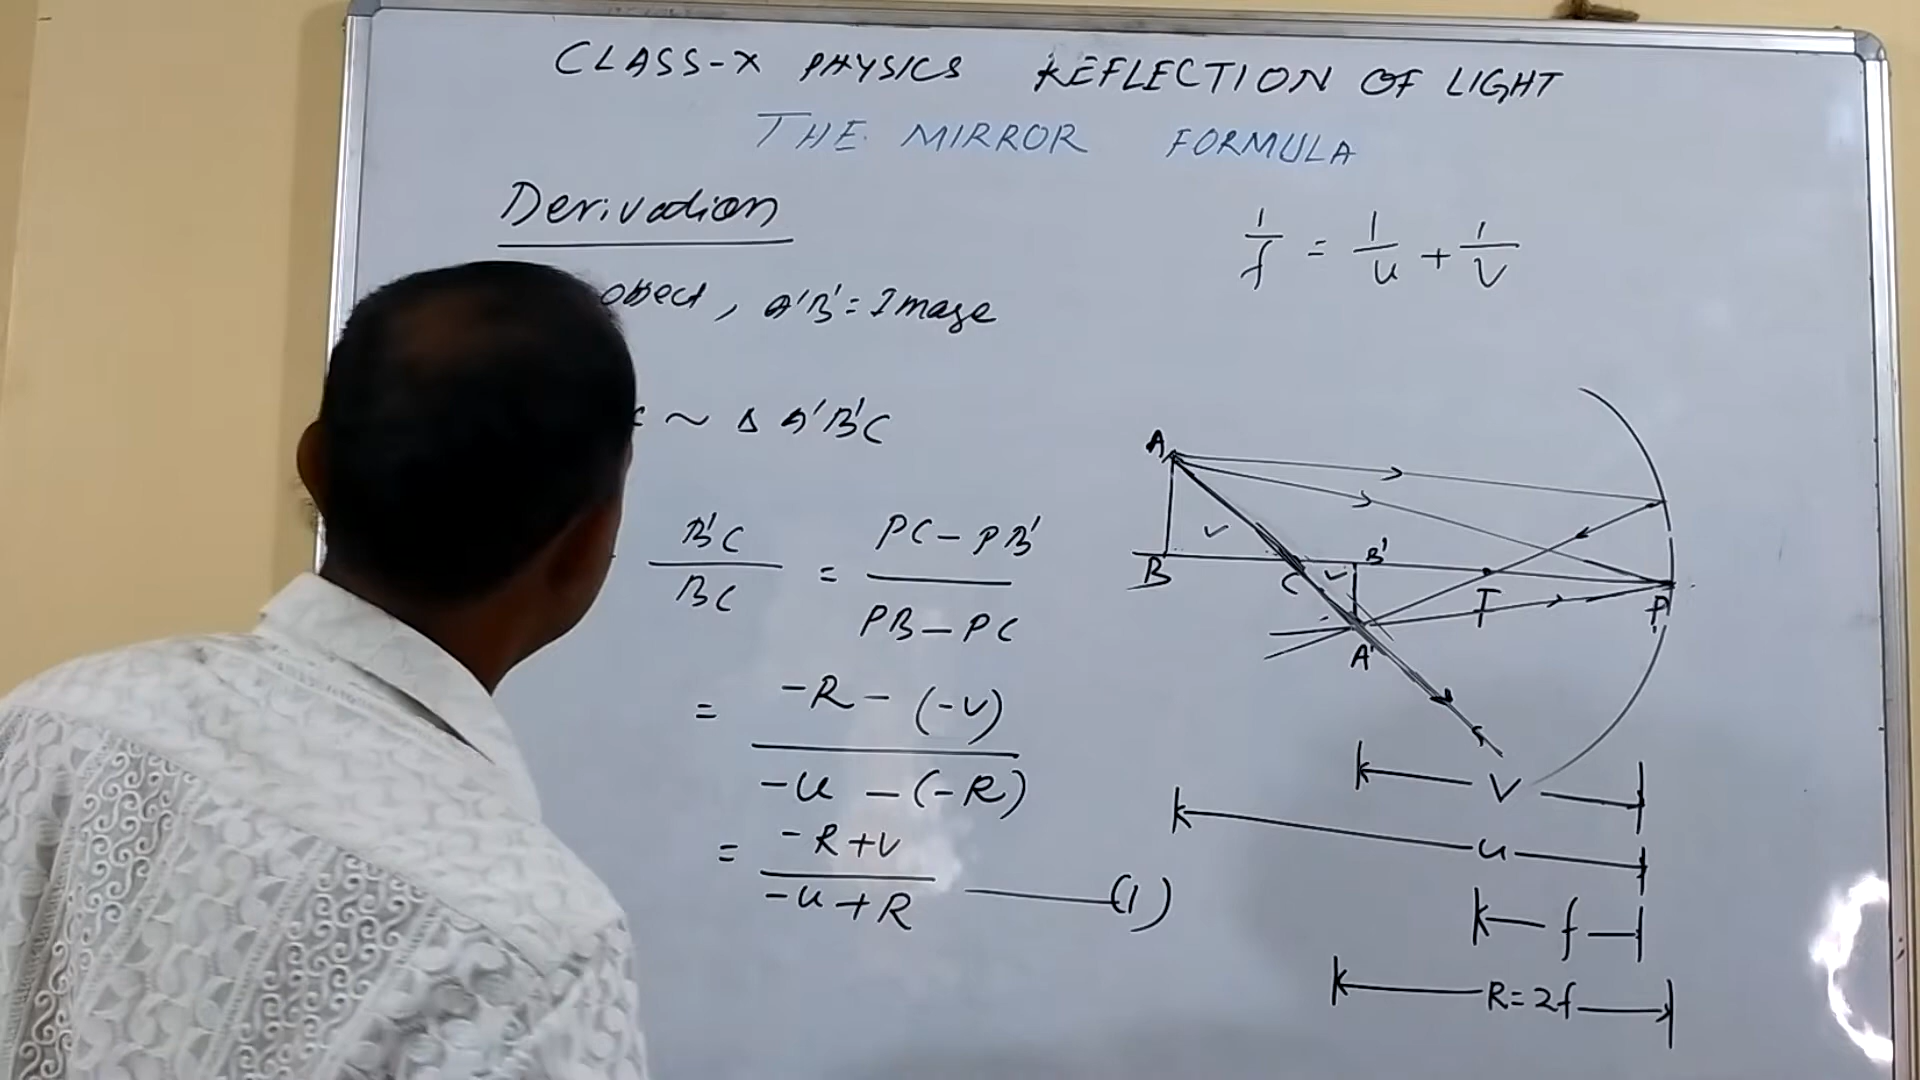 CLASS-X PHYSICS REFLECTION OF LIGHT
THE MIRROR FORMULA
Derivation
1/f = 1/u + 1/v
object, A'B' = Image
~ Δ A'B'C
B'C/BC = PC - PB'/PB - PC
= -R - (-v)/-u - (-R)
= -R+v/-u+R —— (1)
A
B
C
B'
A'
P
v
u
f
R=2f